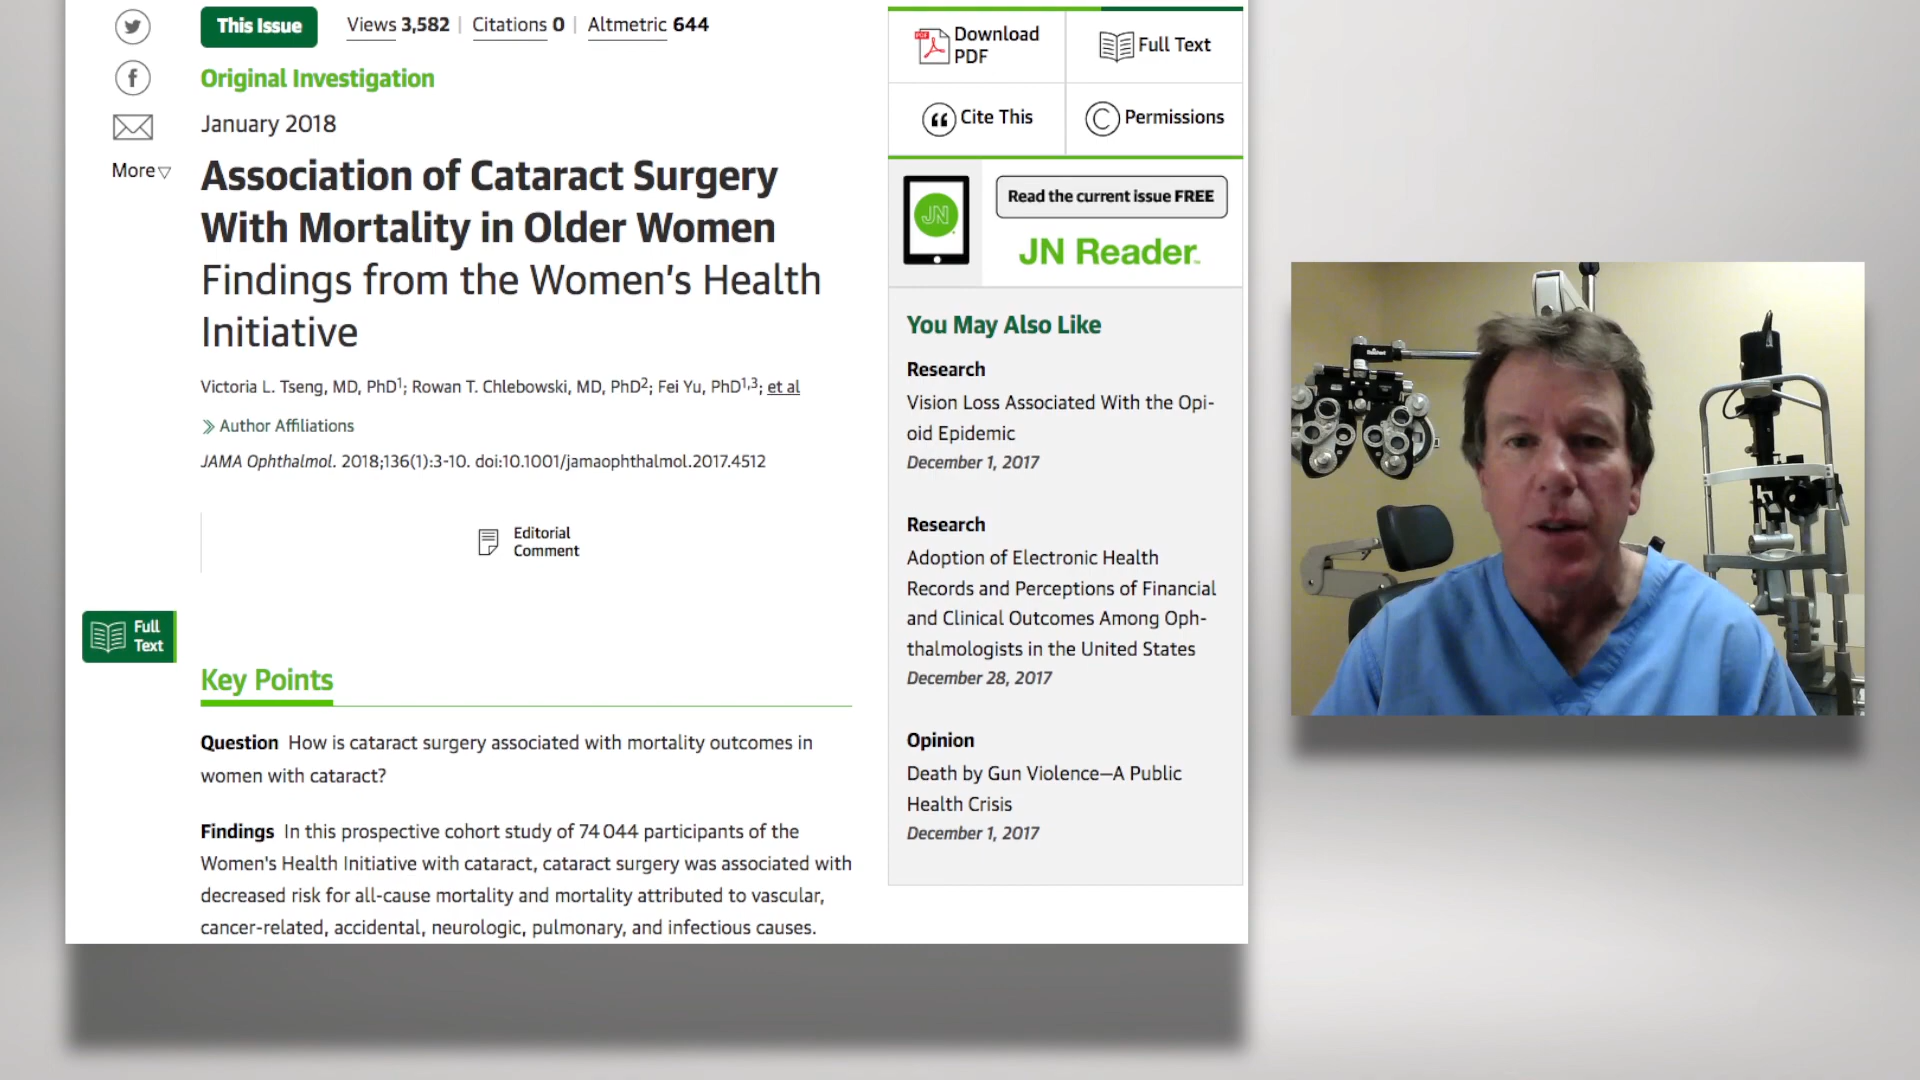 This Issue
Views 3,582 | Citations 0 | Altmetric 644
Original Investigation
January 2018
More
Association of Cataract Surgery
With Mortality in Older Women
Findings from the Women's Health
Initiative
Victoria L. Tseng, MD, PhD1; Rowan T. Chlebowski, MD, PhD2; Fei Yu, PhD1,3; et al
Author Affiliations
JAMA Ophthalmol. 2018;136(1):3-10. doi:10.1001/jamaophthalmol.2017.4512
Editorial
Comment
Full
Text
Key Points
Question How is cataract surgery associated with mortality outcomes in
women with cataract?
Findings In this prospective cohort study of 74 044 participants of the
Women's Health Initiative with cataract, cataract surgery was associated with
decreased risk for all-cause mortality and mortality attributed to vascular,
cancer-related, accidental, neurologic, pulmonary, and infectious causes.
Download
PDF
Full Text
Cite This
Permissions
JN
Read the current issue FREE
JN Reader
You May Also Like
Research
Vision Loss Associated With the Opi-
oid Epidemic
December 1, 2017
Research
Adoption of Electronic Health
Records and Perceptions of Financial
and Clinical Outcomes Among Oph-
thalmologists in the United States
December 28, 2017
Opinion
Death by Gun Violence—A Public
Health Crisis
December 1, 2017